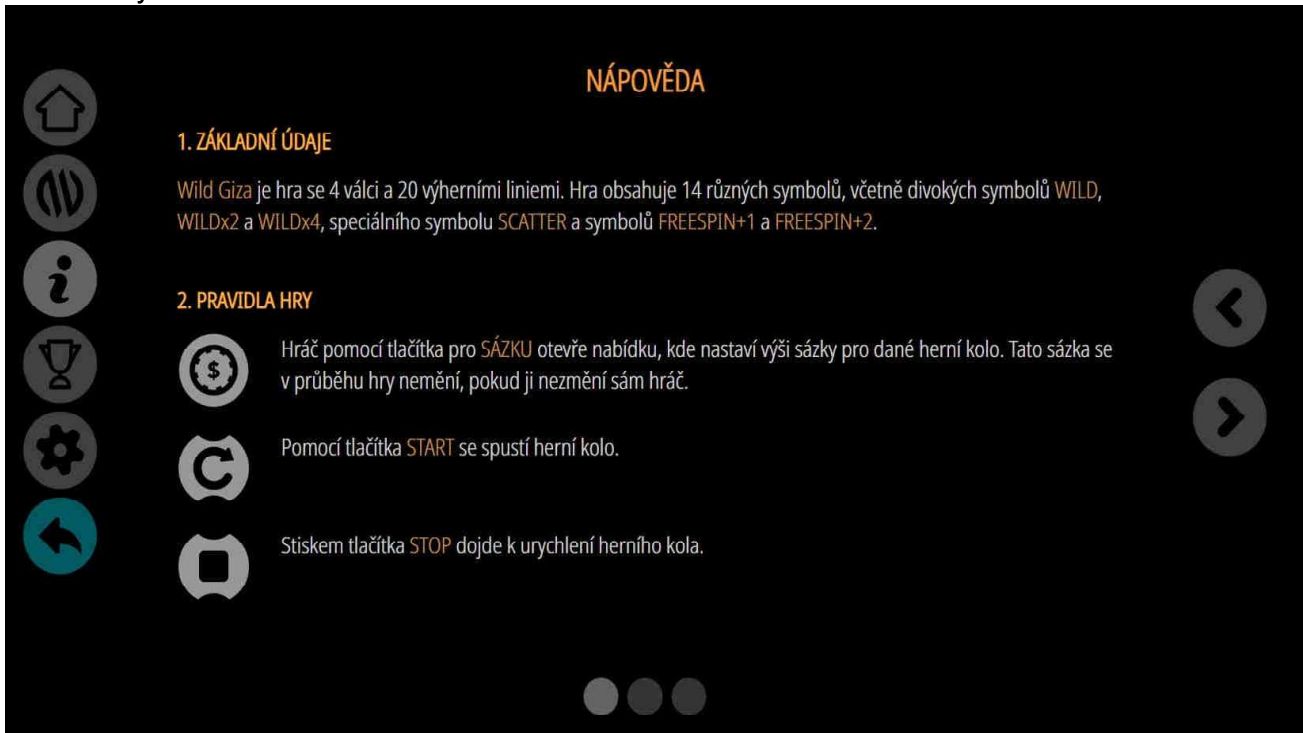 NÁPOVĚDA
1. ZÁKLADNÍ ÚDAJE
Wild Giza je hra se 4 válci a 20 výherními liniemi. Hra obsahuje 14 různých symbolů, včetně divokých symbolů WILD,
WILDx2 a WILDx4, speciálního symbolu SCATTER a symbolů FREESPIN+1 a FREESPIN+2.
2. PRAVIDLA HRY
Hráč pomocí tlačítka pro SÁZKU otevře nabídku, kde nastaví výši sázky pro dané herní kolo. Tato sázka se
v průběhu hry nemění, pokud ji nezmění sám hráč.
Pomocí tlačítka START se spustí herní kolo.
Stiskem tlačítka STOP dojde k urychlení herního kola.